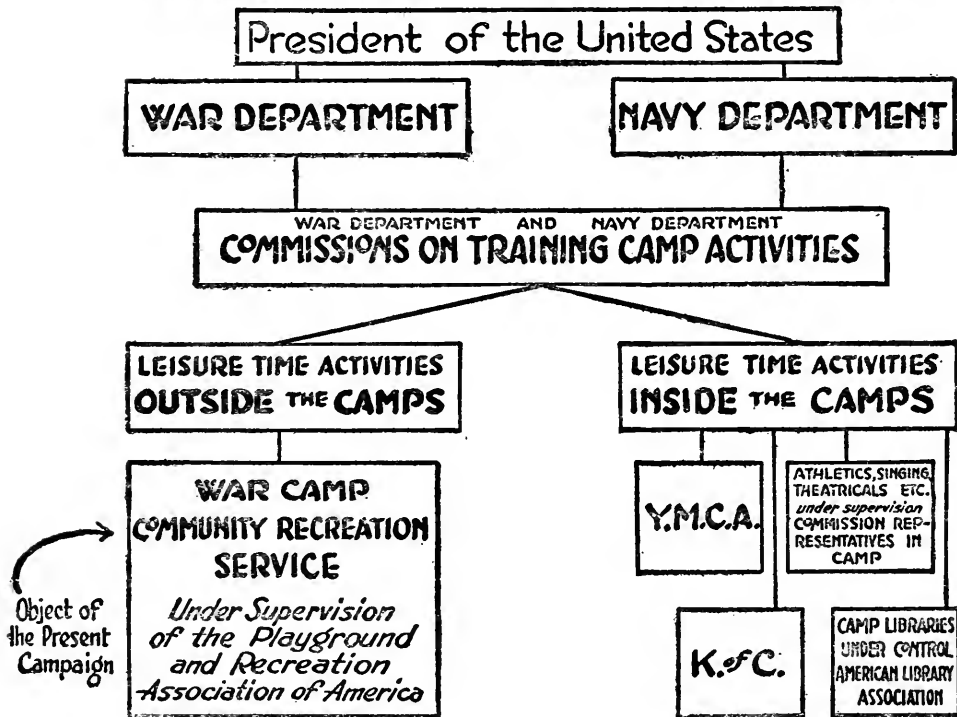 President of the United States
WAR DEPARTMENT
NAVY DEPARTMENT
WAR DEPARTMENT AND NAVY DEPARTMENT
COMMISSIONS ON TRAINING CAMP ACTIVITIES
LEISURE TIME ACTIVITIES
OUTSIDE THE CAMPS
LEISURE TIME ACTIVITIES
INSIDE THE CAMPS
WAR CAMP
COMMUNITY RECREATION
SERVICE
Under Supervision
of the Playground
and Recreation
Association of America
Object of
the Present
Campaign
Y.M.C.A.
ATHLETICS, SINGING,
THEATRICALS ETC.
under supervision
COMMISSION REP-
RESENTATIVES IN
CAMP
K. of C.
CAMP LIBRARIES
UNDER CONTROL
AMERICAN LIBRARY
ASSOCIATION